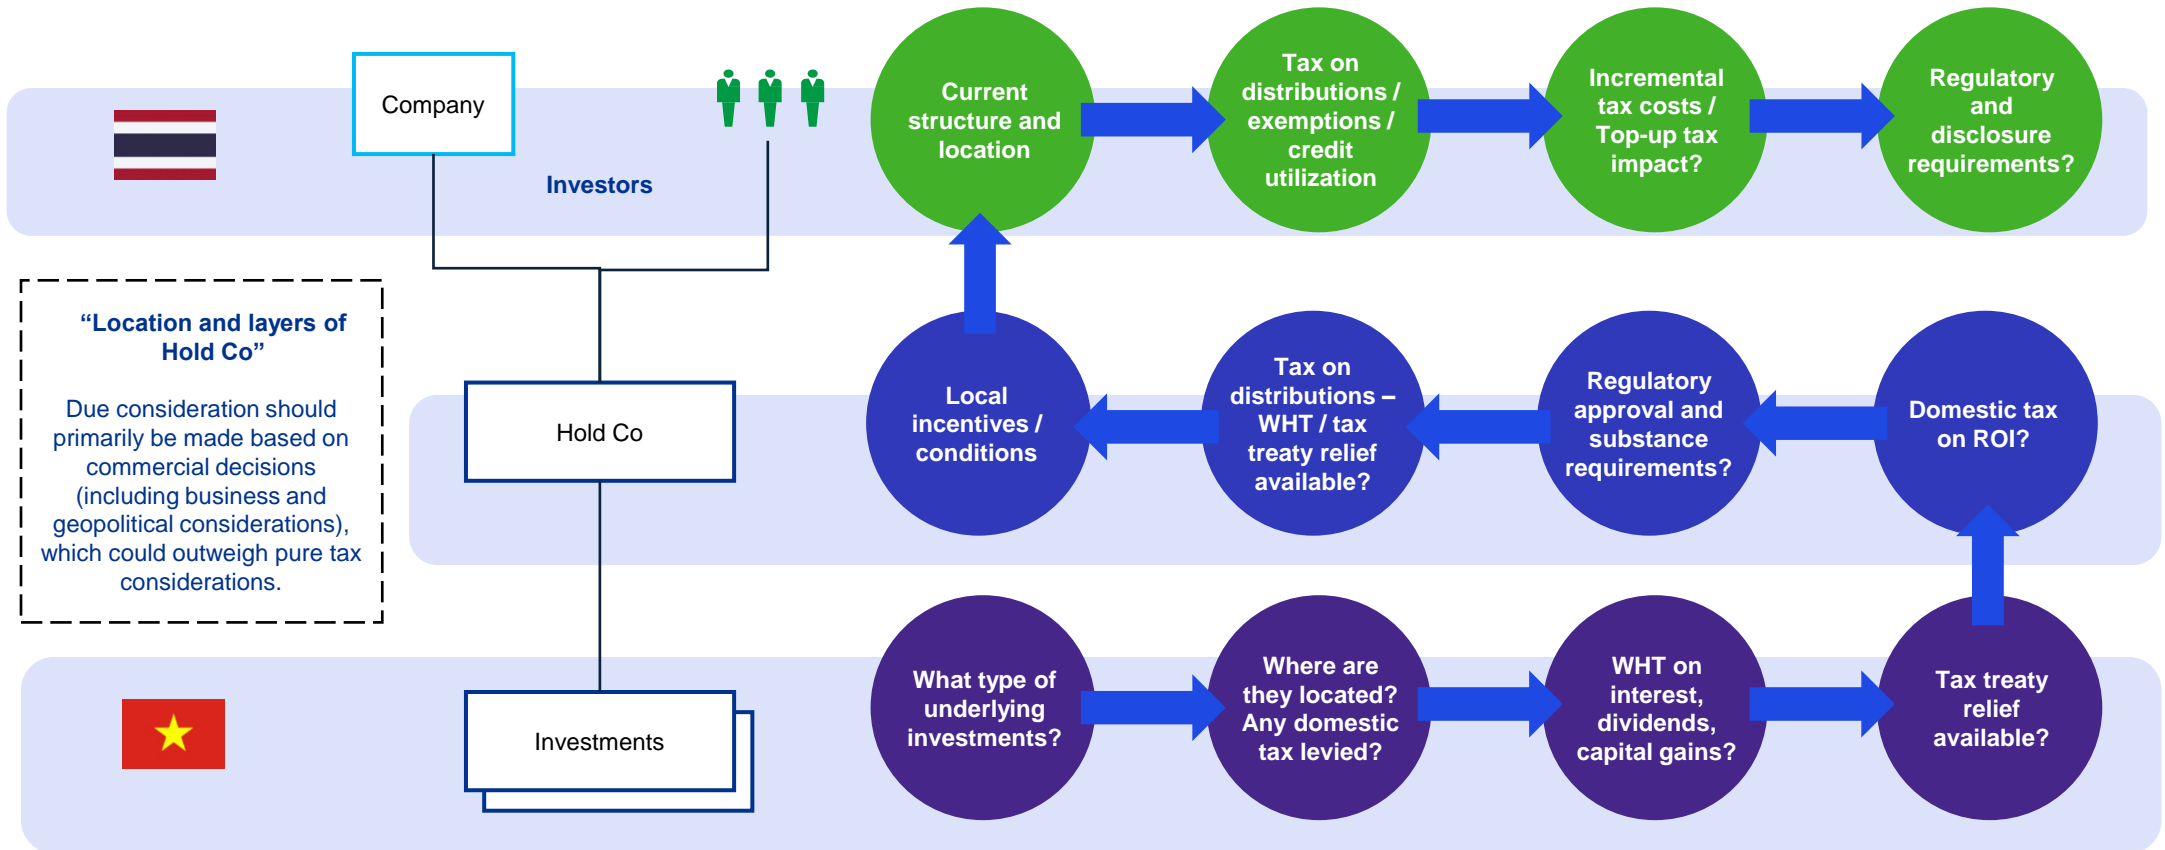 Company
Investors
Current
structure and
location
Tax on
distributions /
exemptions /
credit
utilization
Incremental
tax costs /
Top-up tax
impact?
Regulatory
and
disclosure
requirements?
“Location and layers of
Hold Co”
Due consideration should
primarily be made based on
commercial decisions
(including business and
geopolitical considerations),
which could outweigh pure tax
considerations.
Hold Co
Local
incentives /
conditions
Tax on
distributions –
WHT / tax
treaty relief
available?
Regulatory
approval and
substance
requirements?
Domestic tax
on ROI?
Investments
What type of
underlying
investments?
Where are
they located?
Any domestic
tax levied?
WHT on
interest,
dividends,
capital gains?
Tax treaty
relief
available?